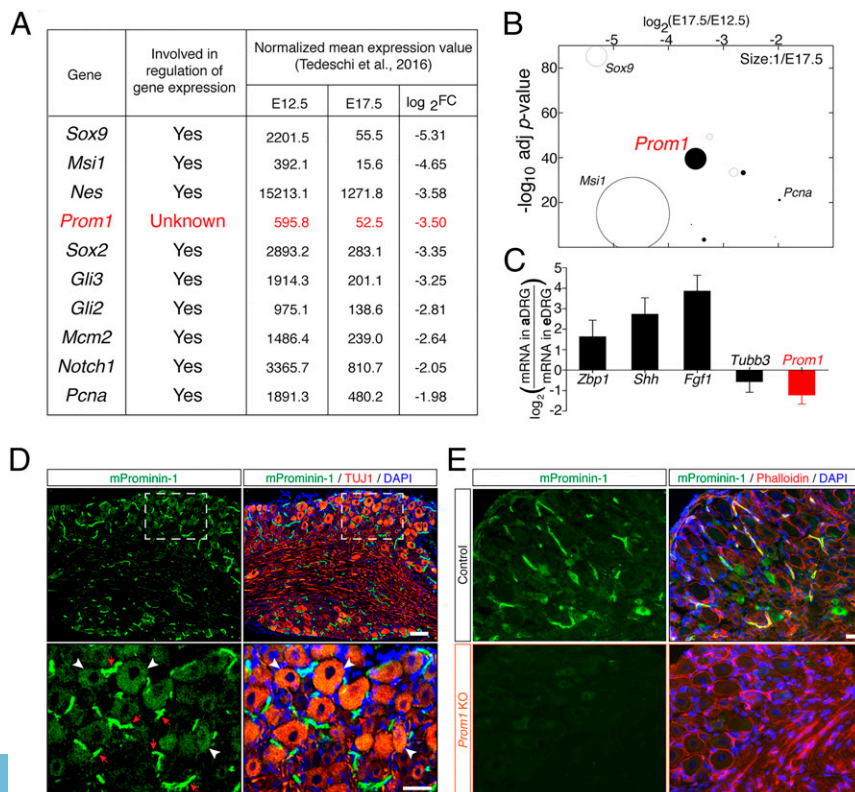 A
Gene
Involved in regulation of gene expression
Normalized mean expression value (Tedeschi et al., 2016)
E12.5 E17.5 log 2FC
Sox9 Yes 2201.5 55.5 -5.31
Msi1 Yes 392.1 15.6 -4.65
Nes Yes 15213.1 1271.8 -3.58
Prom1 Unknown 595.8 52.5 -3.50
Sox2 Yes 2893.2 283.1 -3.35
Gli3 Yes 1914.3 201.1 -3.25
Gli2 Yes 975.1 138.6 -2.81
Mcm2 Yes 1486.4 239.0 -2.64
Notch1 Yes 3365.7 810.7 -2.05
Pcna Yes 1891.3 480.2 -1.98
B
log2(E17.5/E12.5)
-5 -4 -3 -2
Size:1/E17.5
-log10 adj p-value
80
60
40
20
Sox9
Prom1
Msi1
Pcna
C
log2(mRNA in aDRG / mRNA in eDRG)
5
4
3
2
1
0
-1
-2
Zbp1 Shh Fgf1 Tubb3 Prom1
D
mProminin-1
mProminin-1 / TUJ1 / DAPI
E
mProminin-1
mProminin-1 / Phalloidin / DAPI
Control
Prom1 KO